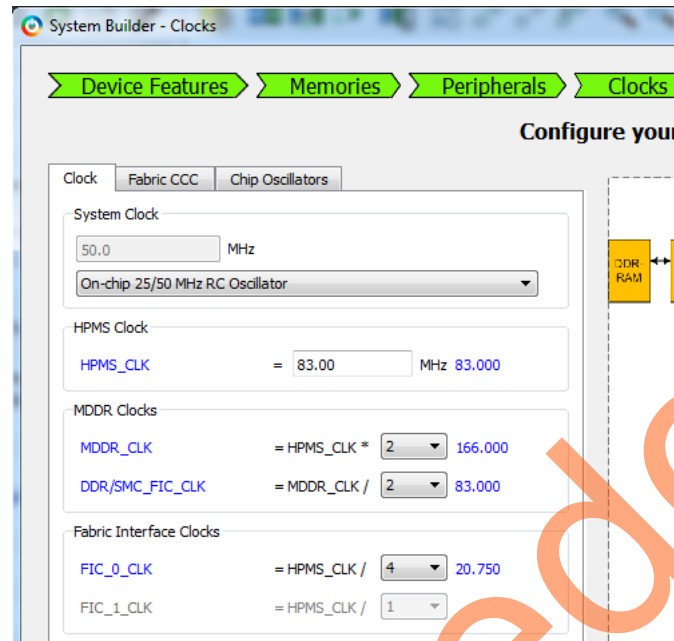 System Builder - Clocks
Device Features Memories Peripherals Clocks
Configure your
Clock Fabric CCC Chip Oscillators
System Clock
50.0 MHz
On-chip 25/50 MHz RC Oscillator
DDR
RAM
HPMS Clock
HPMS_CLK = 83.00 MHz 83.000
MDDR Clocks
MDDR_CLK = HPMS_CLK * 2 166.000
DDR/SMC_FIC_CLK = MDDR_CLK / 2 83.000
Fabric Interface Clocks
FIC_0_CLK = HPMS_CLK / 4 20.750
FIC_1_CLK = HPMS_CLK / 1